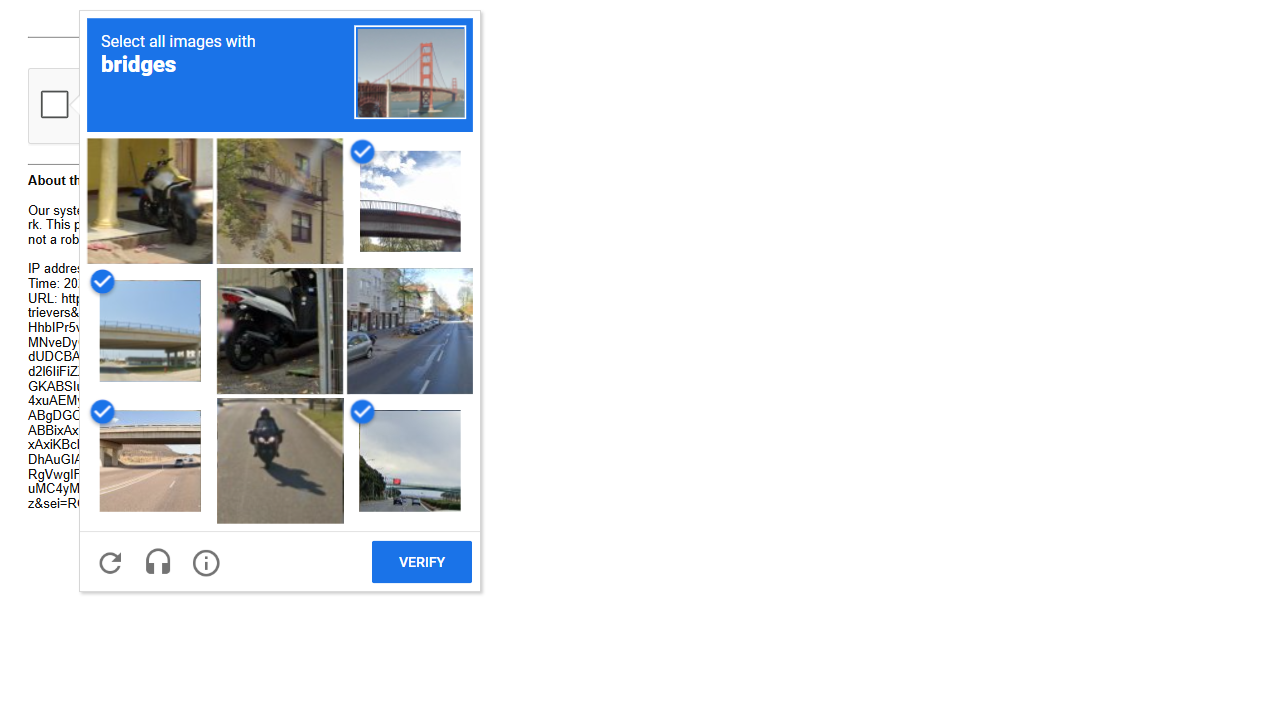 Select all images with
bridges
About th
Our syste
rk. This p
not a rob
IP addres
Time: 20
URL: http
trievers&
HhbIPr5v
MNveDy
dUDCBA
d2l6IiFiZ
GKABSIu
4xuAEMy
ABgDGC
ABBixAx
xAxiKBcl
DhAuGIA
RgVwgIF
uMC4yM
z&sei=R
VERIFY